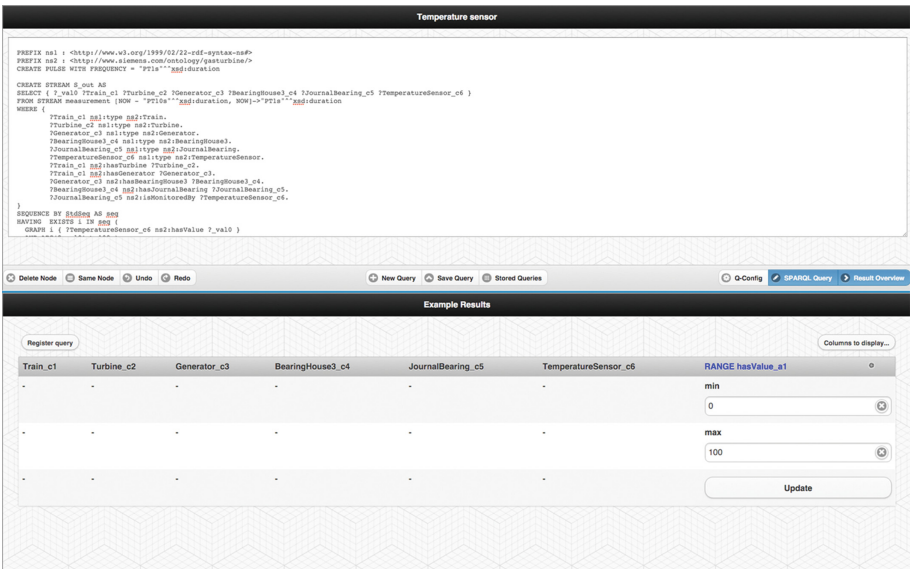 Temperature sensor
PREFIX ns1 : <http://www.w3.org/1999/02/22-rdf-syntax-ns#>
PREFIX ns2 : <http://www.siemens.com/ontology/gasturbine/>
CREATE PULSE WITH FREQUENCY = "PT1s"^^xsd:duration
CREATE STREAM S_out AS
SELECT { ?_val0 ?Train_c1 ?Turbine_c2 ?Generator_c3 ?BearingHouse3_c4 ?JournalBearing_c5 ?TemperatureSensor_c6 }
FROM STREAM measurement [NOW - "PT10s"^^xsd:duration, NOW]->"PT1s"^^xsd:duration
WHERE {
?Train_c1 ns1:type ns2:Train.
?Turbine_c2 ns1:type ns2:Turbine.
?Generator_c3 ns1:type ns2:Generator.
?BearingHouse3_c4 ns1:type ns2:BearingHouse3.
?JournalBearing_c5 ns1:type ns2:JournalBearing.
?TemperatureSensor_c6 ns1:type ns2:TemperatureSensor.
?Train_c1 ns2:hasTurbine ?Turbine_c2.
?Train_c1 ns2:hasGenerator ?Generator_c3.
?Generator_c3 ns2:hasBearingHouse3 ?BearingHouse3_c4.
?BearingHouse3_c4 ns2:hasJournalBearing ?JournalBearing_c5.
?JournalBearing_c5 ns2:isMonitoredBy ?TemperatureSensor_c6.
}
SEQUENCE BY StdSeq AS seq
HAVING EXISTS i IN seq (
GRAPH i { ?TemperatureSensor_c6 ns2:hasValue ?_val0 }
Delete Node Same Node Undo Redo New Query Save Query Stored Queries Q-Config SPARQL Query Result Overview
Example Results
Register query Columns to display...
Train_c1 Turbine_c2 Generator_c3 BearingHouse3_c4 JournalBearing_c5 TemperatureSensor_c6 RANGE hasValue_a1
- - - - - - min
0
- - - - - - max
100
- - - - - - Update